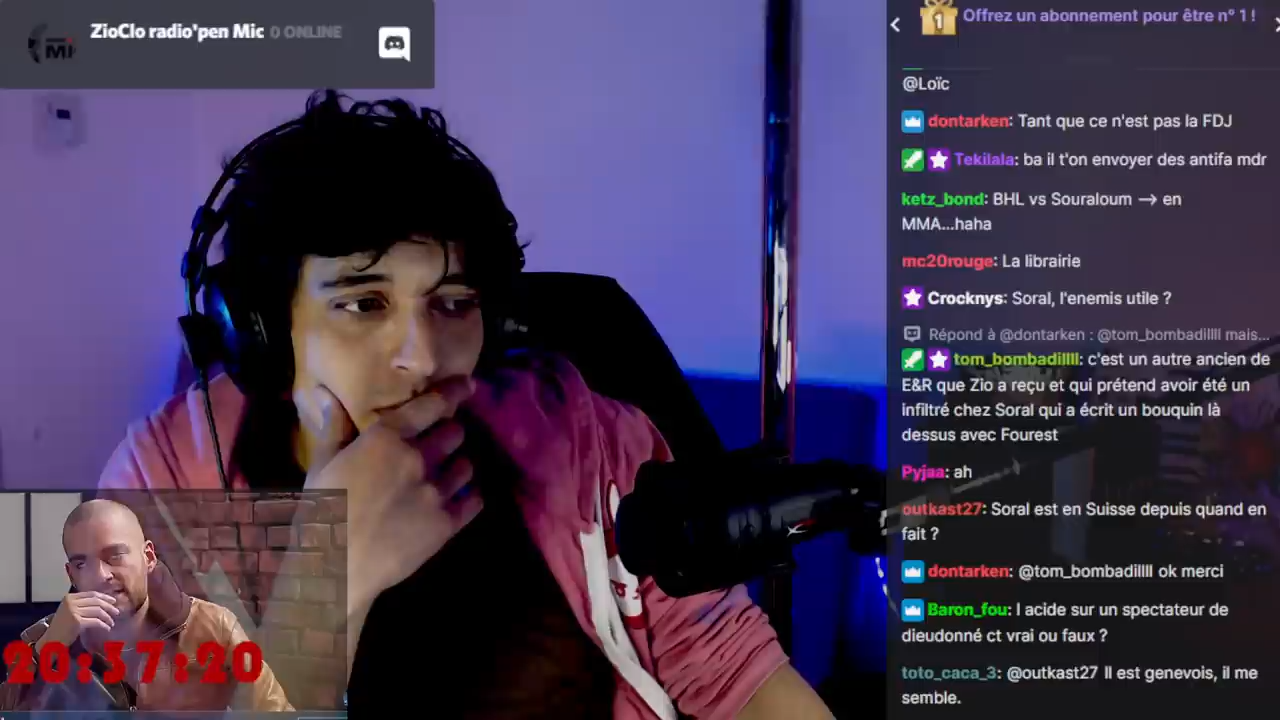 ZioClo radio'pen Mic 0 ONLINE
MI
20:37:20
1
Offrez un abonnement pour être n° 1 !
@Loïc
dontarken: Tant que ce n'est pas la FDJ
Tekilala: ba il t'on envoyer des antifa mdr
ketz_bond: BHL vs Souraloum → en
MMA...haha
mc20rouge: La librairie
Crocknys: Soral, l'enemis utile ?
Répond à @dontarken : @tom_bombadillll mais...
tom_bombadillll: c'est un autre ancien de
E&R que Zio a reçu et qui prétend avoir été un
infiltré chez Soral qui a écrit un bouquin là
dessus avec Fourest
Pyjaa: ah
outkast27: Soral est en Suisse depuis quand en
fait ?
dontarken: @tom_bombadillll ok merci
Baron_fou: l acide sur un spectateur de
dieudonné ct vrai ou faux ?
toto_caca_3: @outkast27 Il est genevois, il me
semble.